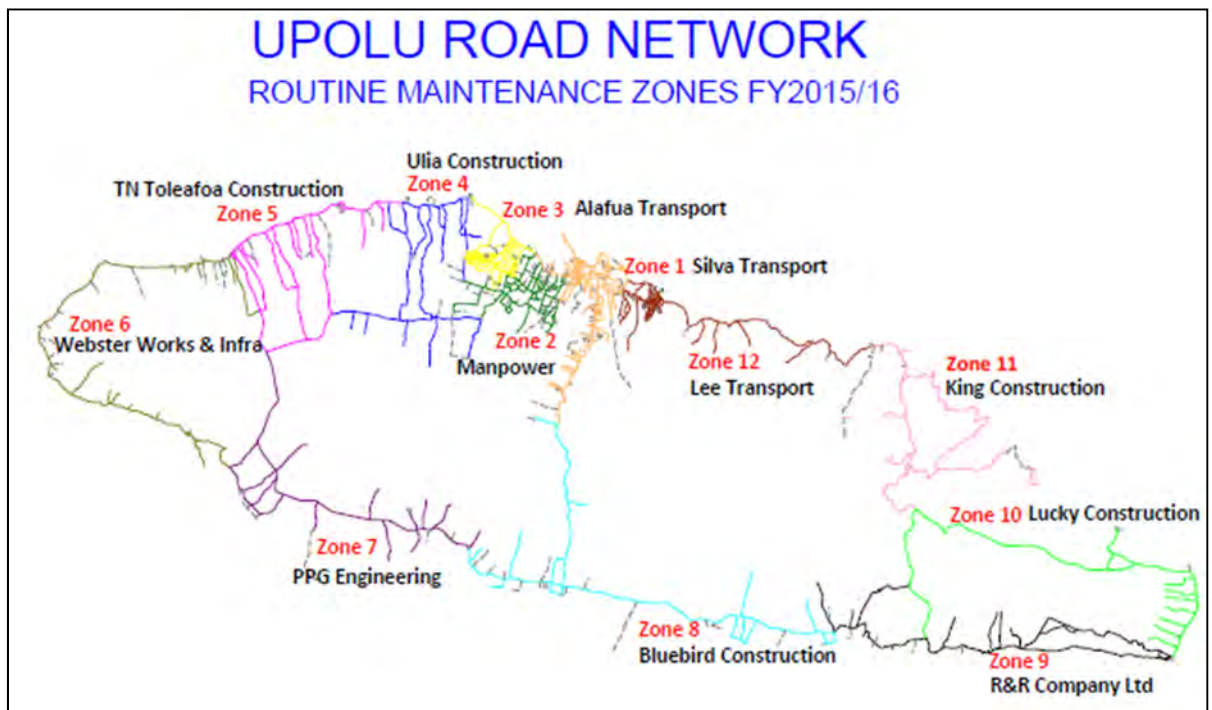 UPOLU ROAD NETWORK
ROUTINE MAINTENANCE ZONES FY2015/16
Ulia Construction
Zone 4
TN Toleafoa Construction
Zone 5
Zone 3 Alafua Transport
Zone 1 Silva Transport
Zone 6
Webster Works & Infra
Zone 2
Manpower
Zone 12
Lee Transport
Zone 11
King Construction
Zone 10 Lucky Construction
Zone 7
PPG Engineering
Zone 8
Bluebird Construction
Zone 9
R&R Company Ltd